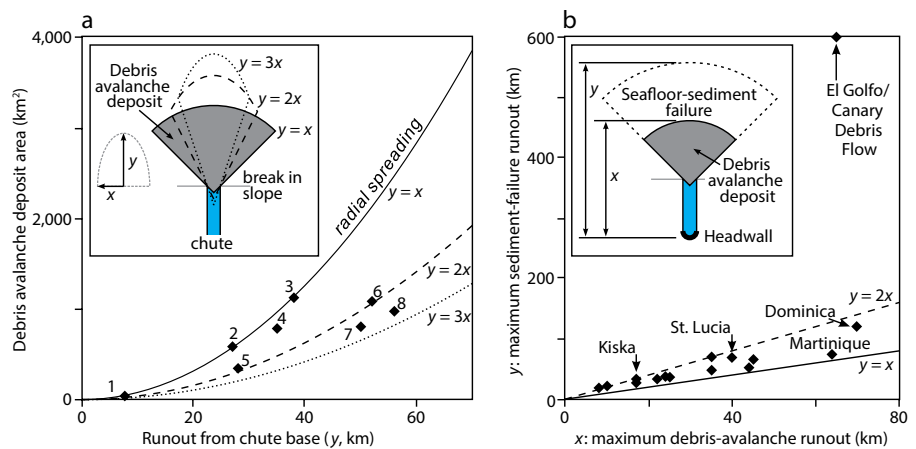 a
Debris avalanche deposit area (km2)
4,000
2,000
0
0
20
40
60
Runout from chute base (y, km)
Debris
avalanche
deposit
y = 3x
y = 2x
y = x
y
x
break in
slope
chute
radial spreading
y = x
y = 2x
y = 3x
1
2
3
4
5
6
7
8
b
y: maximum sediment-failure runout (km)
600
400
200
0
0
40
80
x: maximum debris-avalanche runout (km)
y
x
Seafloor-sediment
failure
Debris
avalanche
deposit
Headwall
El Golfo/
Canary
Debris
Flow
Kiska
St. Lucia
Dominica
Martinique
y = 2x
y = x